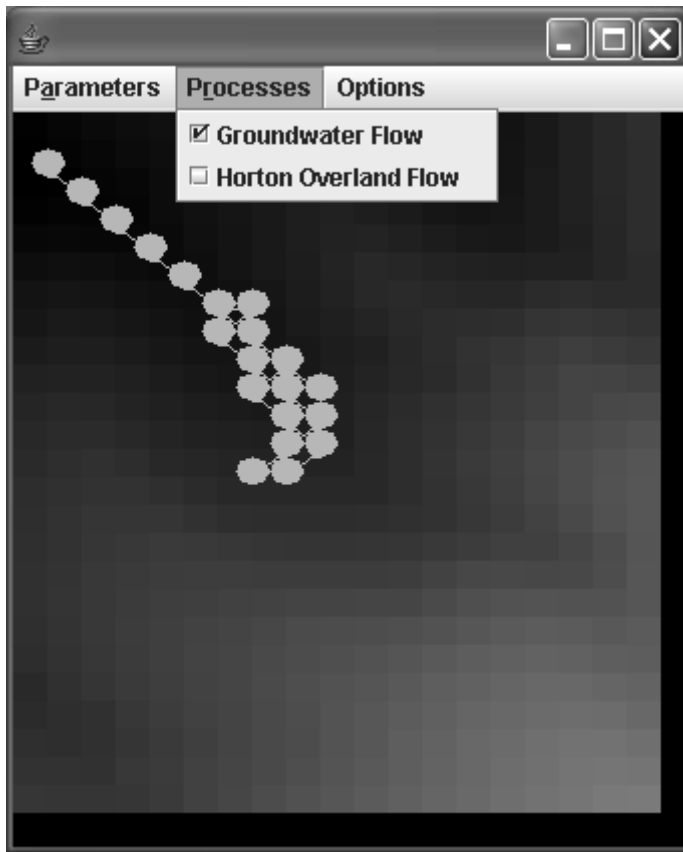 Parameters Processes Options
Groundwater Flow
Horton Overland Flow